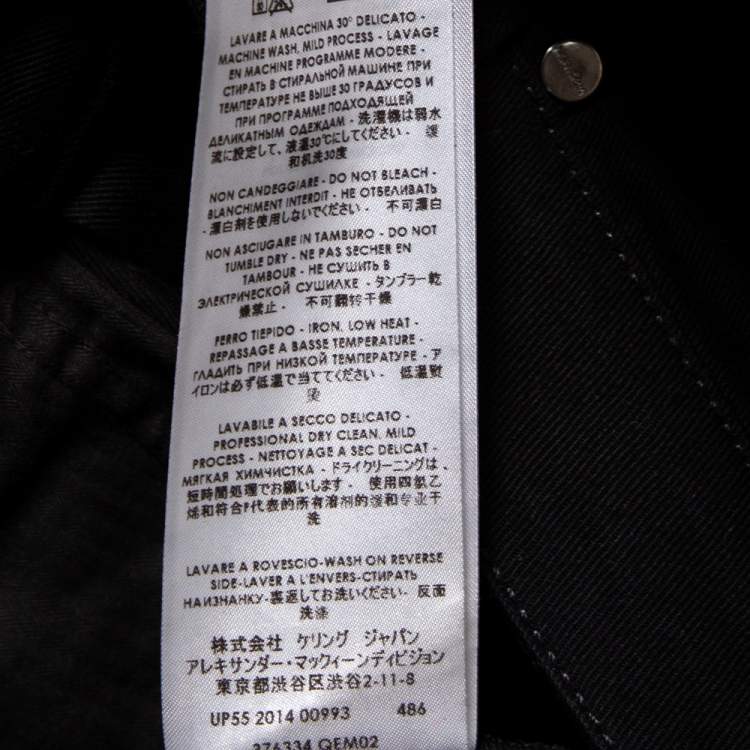 LAVARE A MACCHINA 30° DELICATO -
MACHINE WASH, MILD PROCESS - LAVAGE
EN MACHINE PROGRAMME MODERE -
СТИРАТЬ В СТИРАЛЬНОЙ МАШИНЕ ПРИ
ТЕМПЕРАТУРЕ НЕ ВЫШЕ 30 ГРАДУСОВ И
ПРИ ПРОГРАММЕ ПОДХОДЯЩЕЙ
ДЕЛИКАТНЫМ ОДЕЖДАМ - 洗濯機は弱水
流に設定して、液温30℃にしてください - 缓
和机洗30度
NON CANDEGGIARE - DO NOT BLEACH -
BLANCHIMENT INTERDIT - НЕ ОТБЕЛИВАТЬ
- 漂白剤を使用しないでください - 不可漂白
NON ASCIUGARE IN TAMBURO - DO NOT
TUMBLE DRY - NE PAS SECHER EN
TAMBOUR - НЕ СУШИТЬ В
ЭЛЕКТРИЧЕСКОЙ СУШИЛКЕ - タンブラー乾
燥禁止 - 不可翻转干燥
FERRO TIEPIDO - IRON, LOW HEAT -
REPASSAGE A BASSE TEMPERATURE -
ГЛАДИТЬ ПРИ НИЗКОЙ ТЕМПЕРАТУРЕ - ア
イロンは必ず低温で当ててください - 低温熨
烫
LAVABILE A SECCO DELICATO -
PROFESSIONAL DRY CLEAN, MILD
PROCESS - NETTOYAGE A SEC DELICAT -
МЯГКАЯ ХИМЧИСТКА - ドライクリーニングは、
短時間処理でお願いします - 使用四氯乙
烯和符合F代表的所有溶剂的缓和专业干
洗
LAVARE A ROVESCIO-WASH ON REVERSE
SIDE-LAVER A L'ENVERS-СТИРАТЬ
НАИЗНАНКУ-裏返してお洗いください- 反面
洗涤
株式会社 ケリング ジャパン
アレキサンダー・マックィーンディビジョン
東京都渋谷区渋谷2-11-8
UP55 2014 00993 486
376334 QEM02